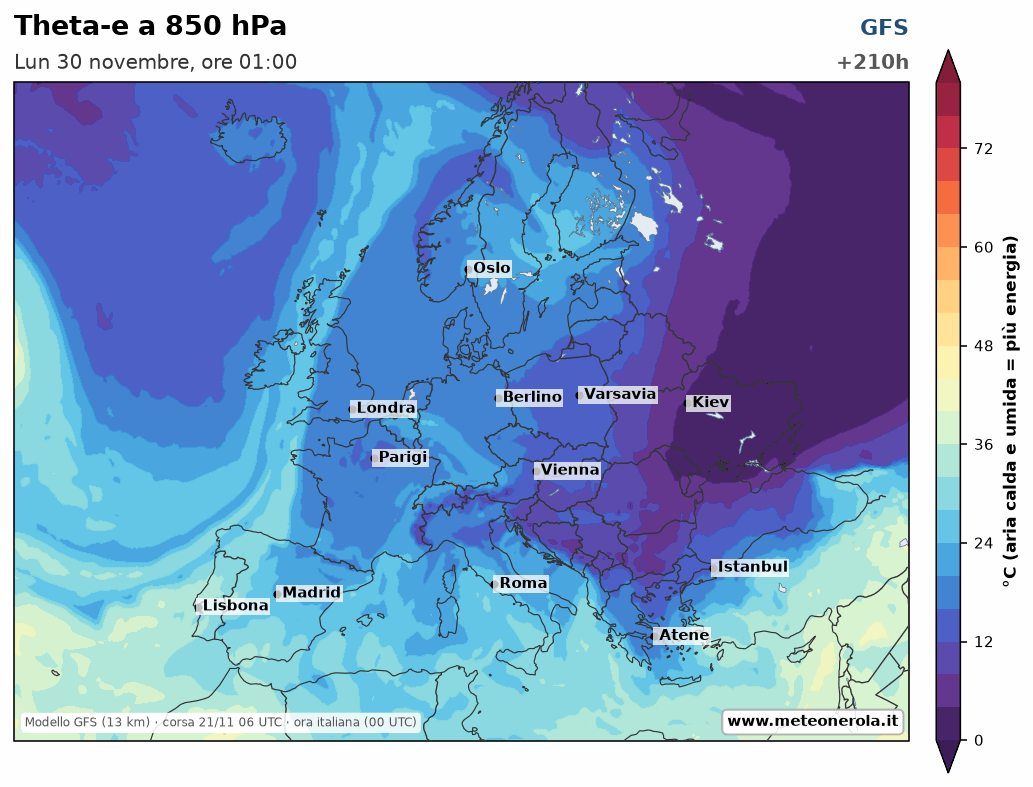 Theta-e a 850 hPa
GFS
Lun 30 novembre, ore 01:00
+210h
72
60
48
36
24
12
0
°C (aria calda e umida = più energia)
Oslo
Londra
Berlino
Varsavia
Kiev
Parigi
Vienna
Istanbul
Roma
Madrid
Lisbona
Atene
Modello GFS (13 km) · corsa 21/11 06 UTC · ora italiana (00 UTC)
www.meteonerola.it